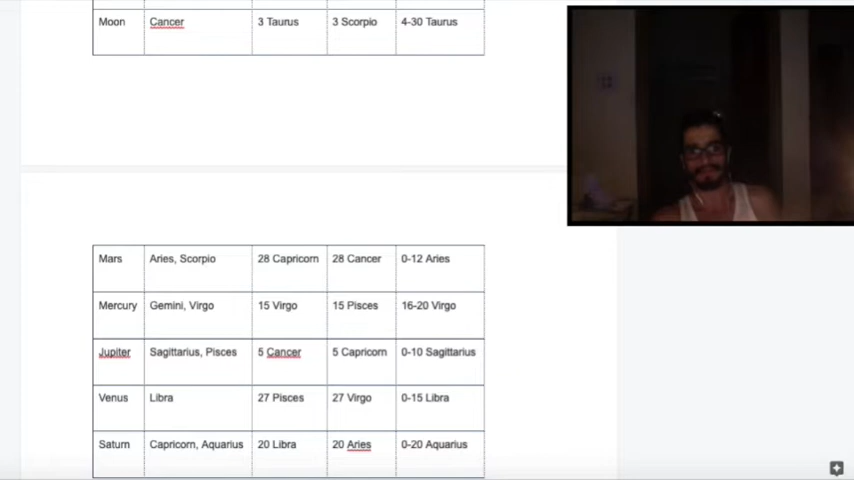 Moon Cancer 3 Taurus 3 Scorpio 4-30 Taurus
Mars Aries, Scorpio 28 Capricorn 28 Cancer 0-12 Aries
Mercury Gemini, Virgo 15 Virgo 15 Pisces 16-20 Virgo
Jupiter Sagittarius, Pisces 5 Cancer 5 Capricorn 0-10 Sagittarius
Venus Libra 27 Pisces 27 Virgo 0-15 Libra
Saturn Capricorn, Aquarius 20 Libra 20 Aries 0-20 Aquarius